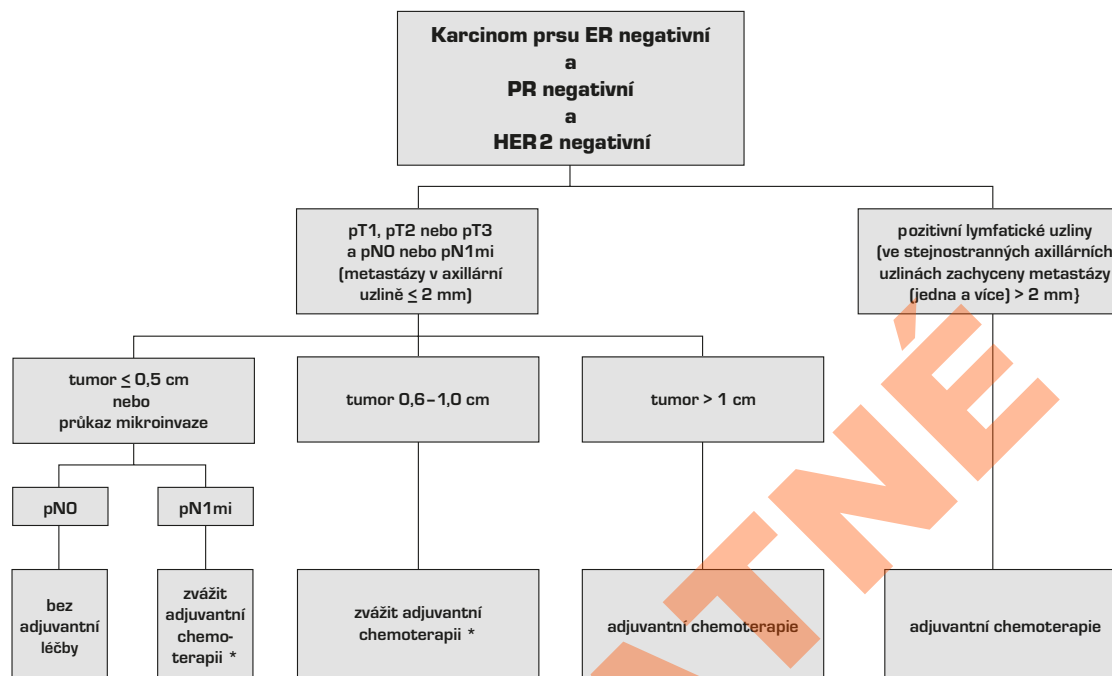 Karcinom prsu ER negativní
a
PR negativní
a
HER 2 negativní
pT1, pT2 nebo pT3
a pN0 nebo pN1mi
(metastázy v axillární
uzlině ≤ 2 mm)
pozitivní lymfatické uzliny
(ve stejnostranných axillárních
uzlinách zachyceny metastázy
(jedna a více) > 2 mm}
tumor ≤ 0,5 cm
nebo
průkaz mikroinvaze
tumor 0,6–1,0 cm
tumor > 1 cm
pN0
pN1mi
bez
adjuvantní
léčby
zvážit
adjuvantní
chemo-
terapii *
zvážit adjuvantní
chemoterapii *
adjuvantní chemoterapie
adjuvantní chemoterapie
ATNÉ